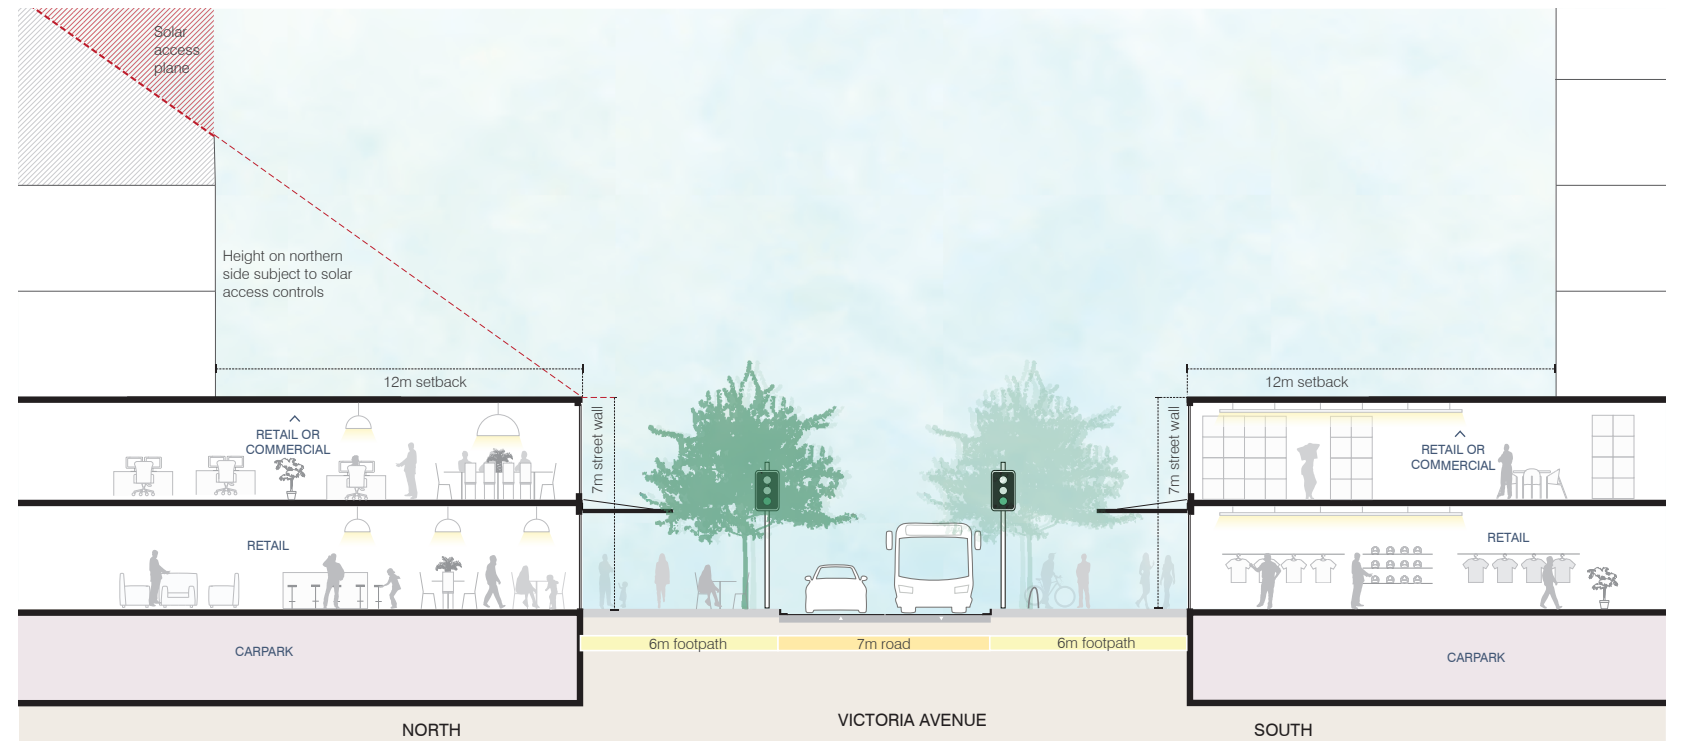 Solar
access
plane
Height on northern
side subject to solar
access controls
12m setback
12m setback
RETAIL OR
COMMERCIAL
7m street wall
7m street wall
RETAIL OR
COMMERCIAL
RETAIL
RETAIL
6m footpath
7m road
6m footpath
CARPARK
CARPARK
NORTH
VICTORIA AVENUE
SOUTH